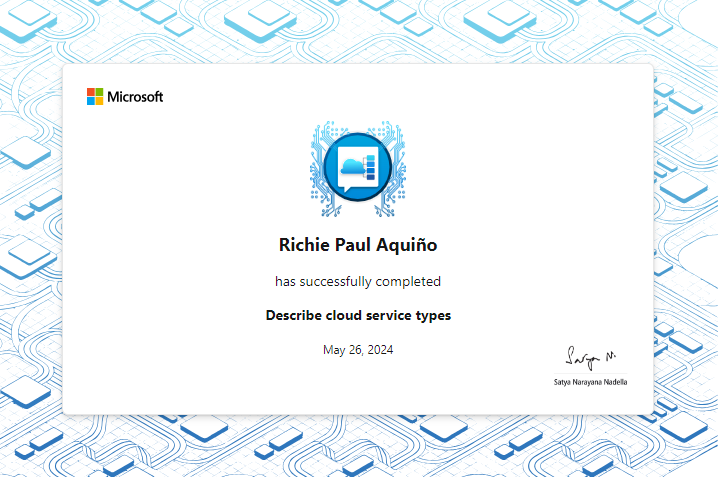 Microsoft
Richie Paul Aquiño
has successfully completed
Describe cloud service types
May 26, 2024
Satya N.
Satya Narayana Nadella